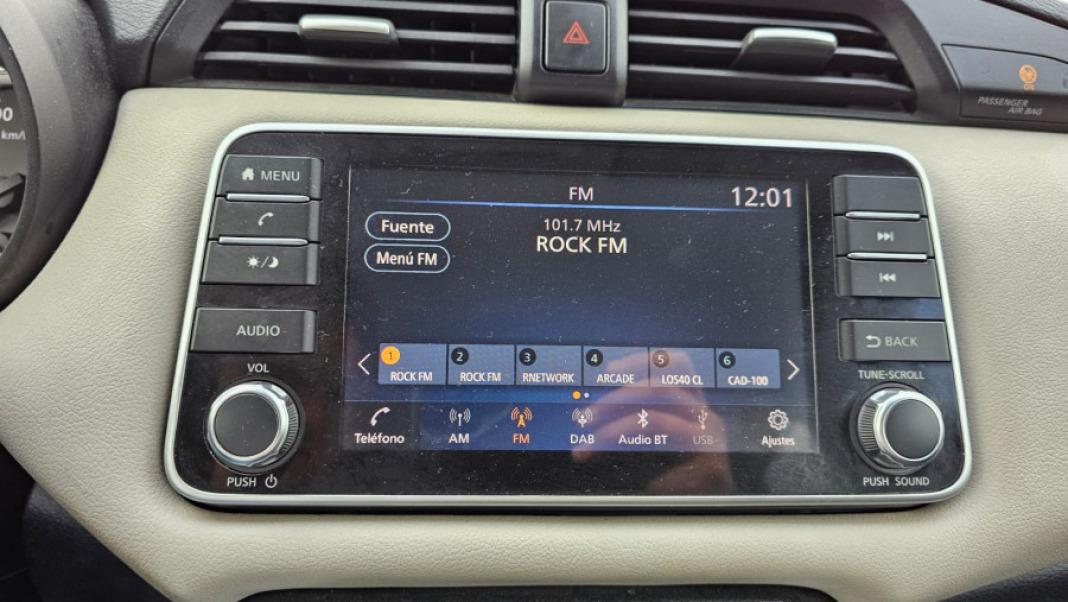 00
km/
PASSENGER
AIR BAG
MENU
AUDIO
VOL
PUSH
FM
12:01
Fuente
Menú FM
101.7 MHz
ROCK FM
1
ROCK FM
2
ROCK FM
3
RNETWORK
4
ARCADE
5
LOS40 CL
6
CAD-100
Teléfono
AM
FM
DAB
Audio BT
USB
Ajustes
BACK
TUNE-SCROLL
PUSH SOUND